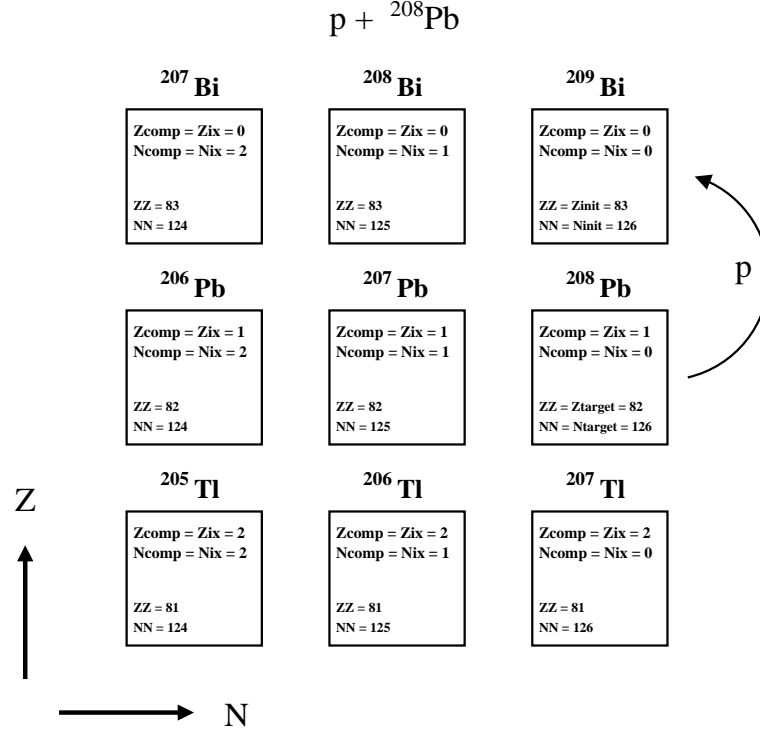 p + ²⁰⁸Pb
²⁰⁷Bi
Zcomp = Zix = 0
Ncomp = Nix = 2
ZZ = 83
NN = 124
²⁰⁸Bi
Zcomp = Zix = 0
Ncomp = Nix = 1
ZZ = 83
NN = 125
²⁰⁹Bi
Zcomp = Zix = 0
Ncomp = Nix = 0
ZZ = Zinit = 83
NN = Ninit = 126
p
²⁰⁶Pb
Zcomp = Zix = 1
Ncomp = Nix = 2
ZZ = 82
NN = 124
²⁰⁷Pb
Zcomp = Zix = 1
Ncomp = Nix = 1
ZZ = 82
NN = 125
²⁰⁸Pb
Zcomp = Zix = 1
Ncomp = Nix = 0
ZZ = Ztarget = 82
NN = Ntarget = 126
²⁰⁵Tl
Zcomp = Zix = 2
Ncomp = Nix = 2
ZZ = 81
NN = 124
²⁰⁶Tl
Zcomp = Zix = 2
Ncomp = Nix = 1
ZZ = 81
NN = 125
²⁰⁷Tl
Zcomp = Zix = 2
Ncomp = Nix = 0
ZZ = 81
NN = 126
Z
N